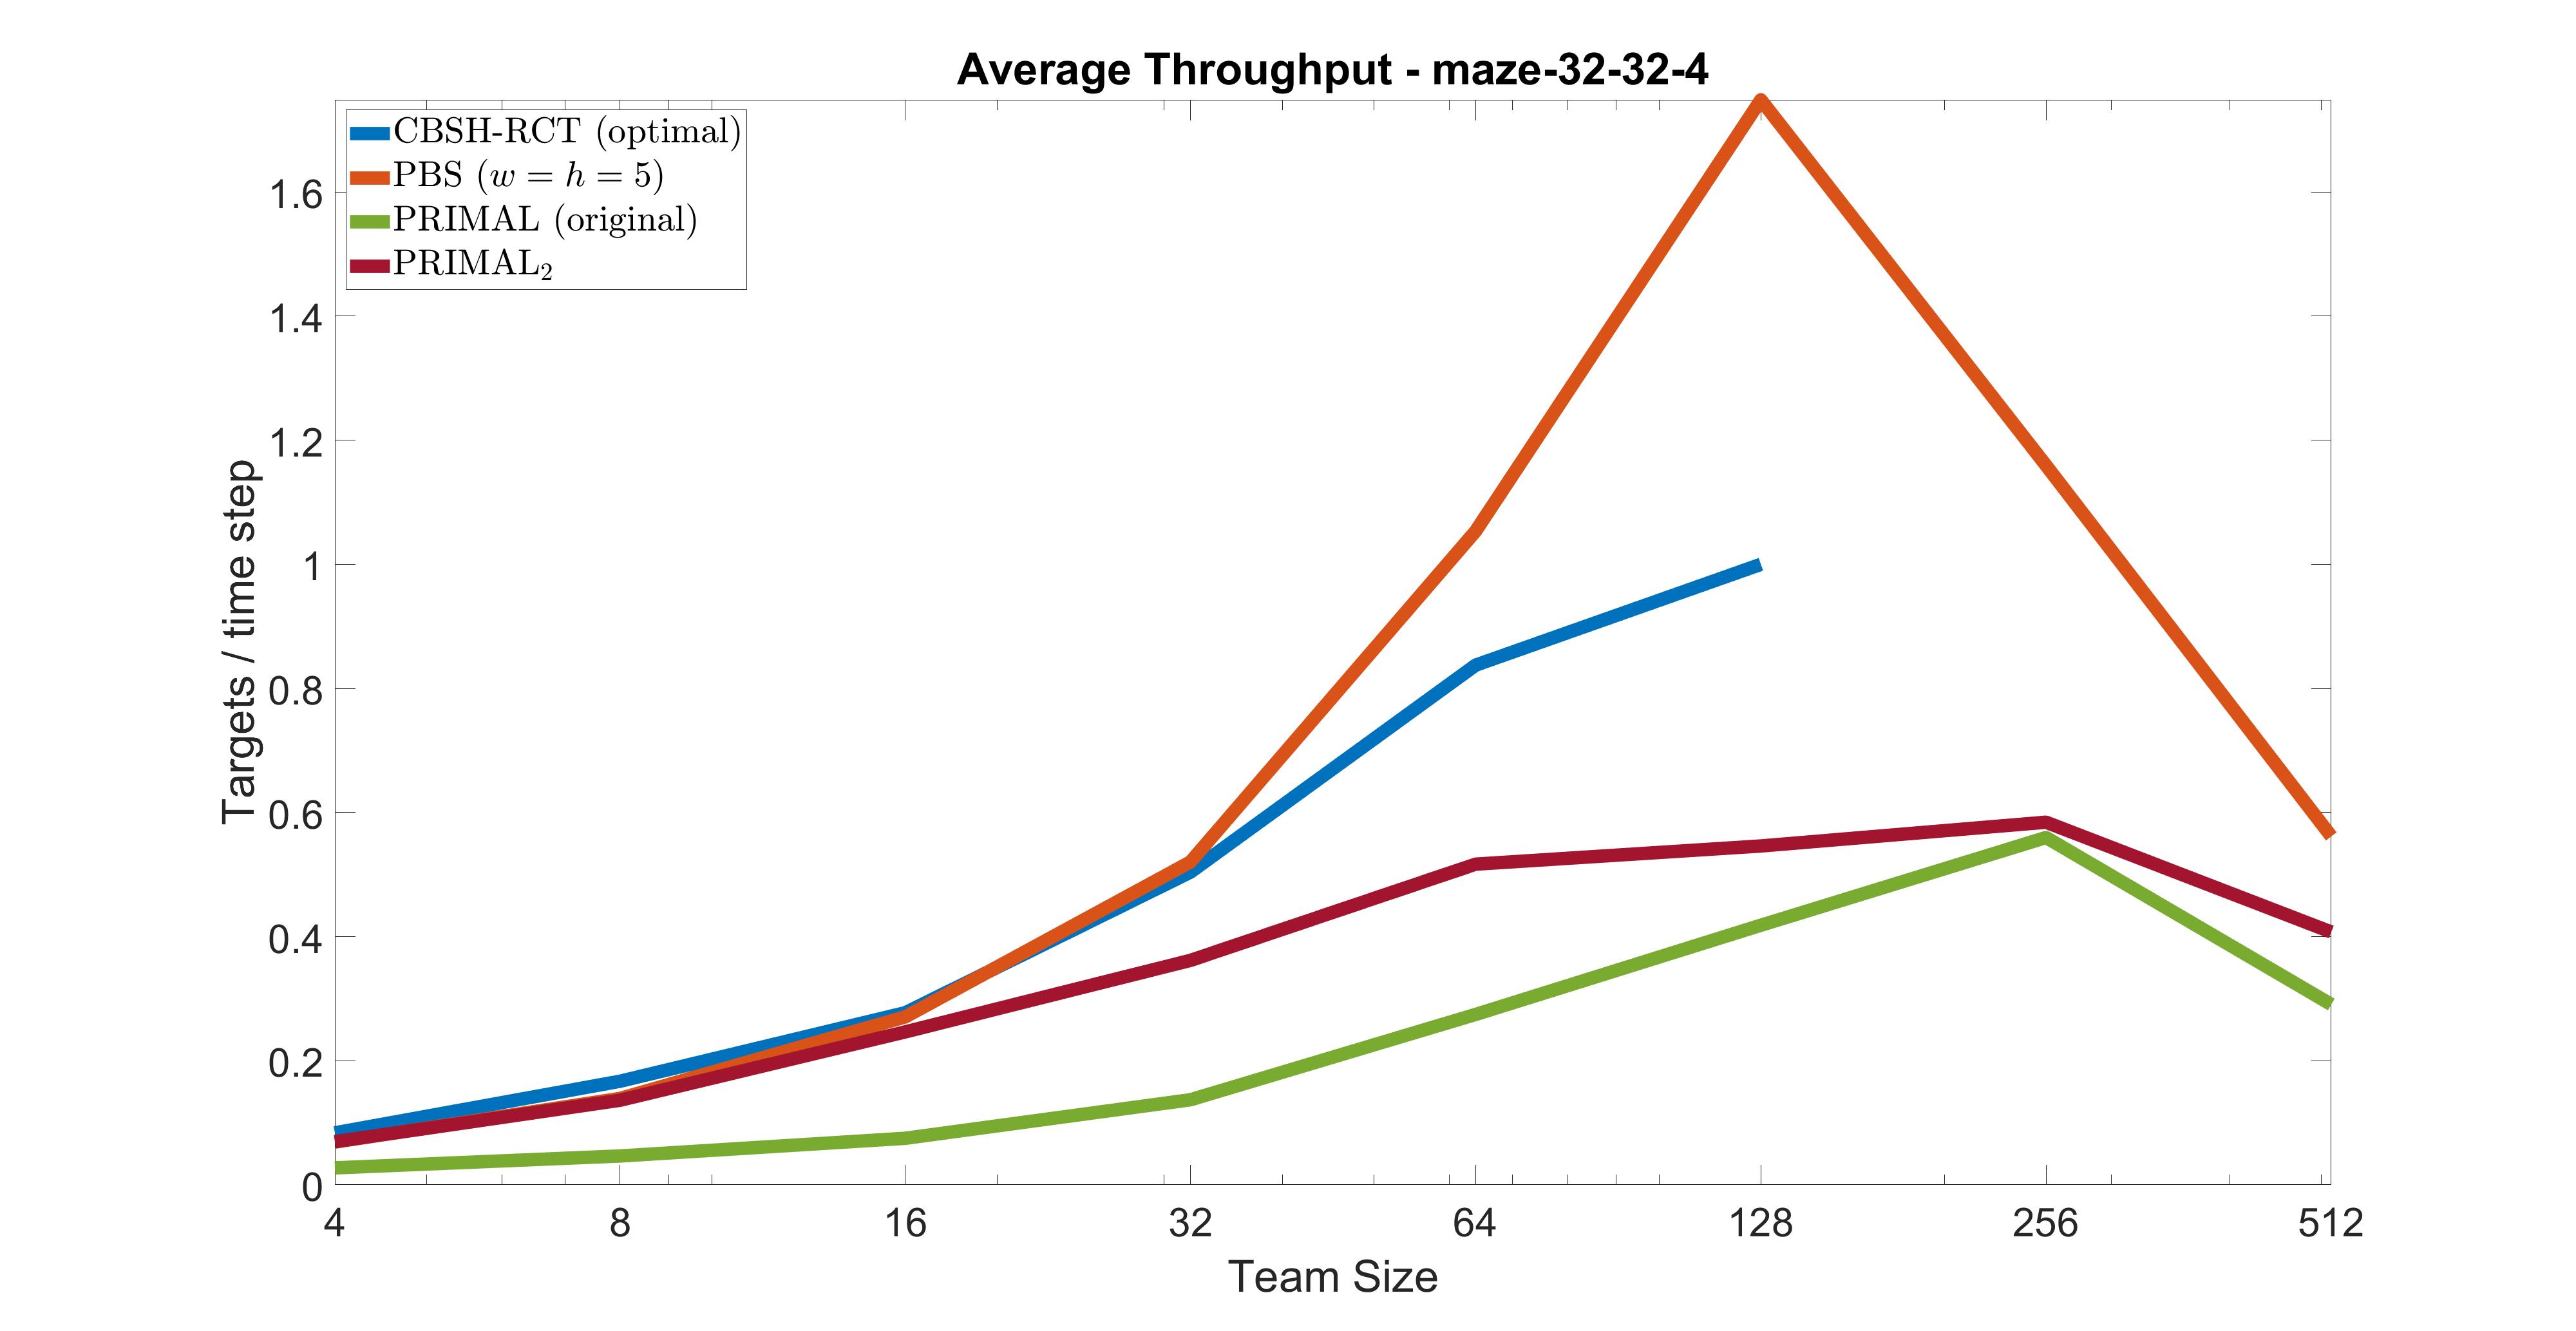 Average Throughput - maze-32-32-4
CBSH-RCT (optimal)
PBS (w = h = 5)
PRIMAL (original)
PRIMAL₂
Targets / time step
1.6
1.4
1.2
1
0.8
0.6
0.4
0.2
0
4 8 16 32 64 128 256 512
Team Size